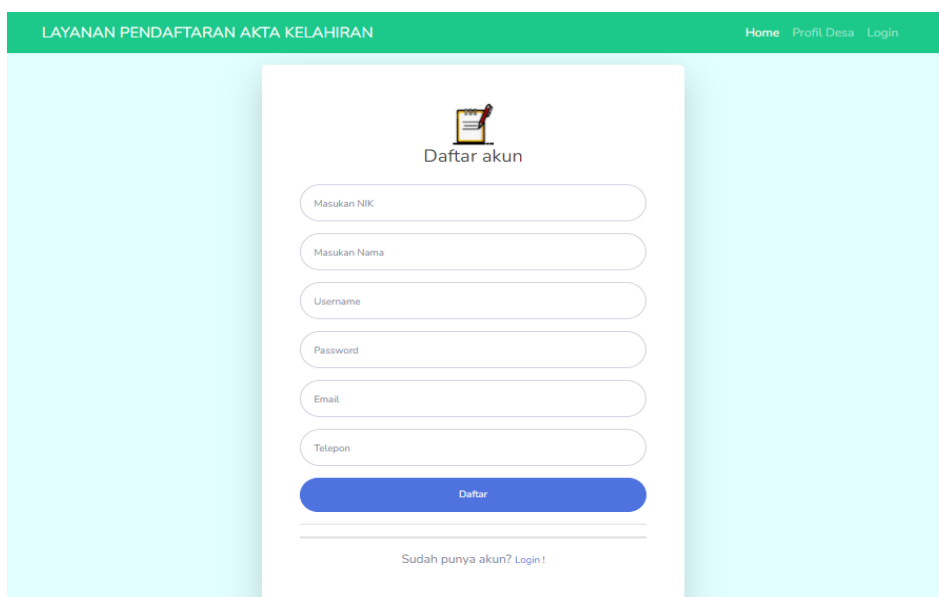 LAYANAN PENDAFTARAN AKTA KELAHIRAN
Home Profil Desa Login
Daftar akun
Masukan NIK
Masukan Nama
Username
Password
Email
Telepon
Daftar
Sudah punya akun? Login !